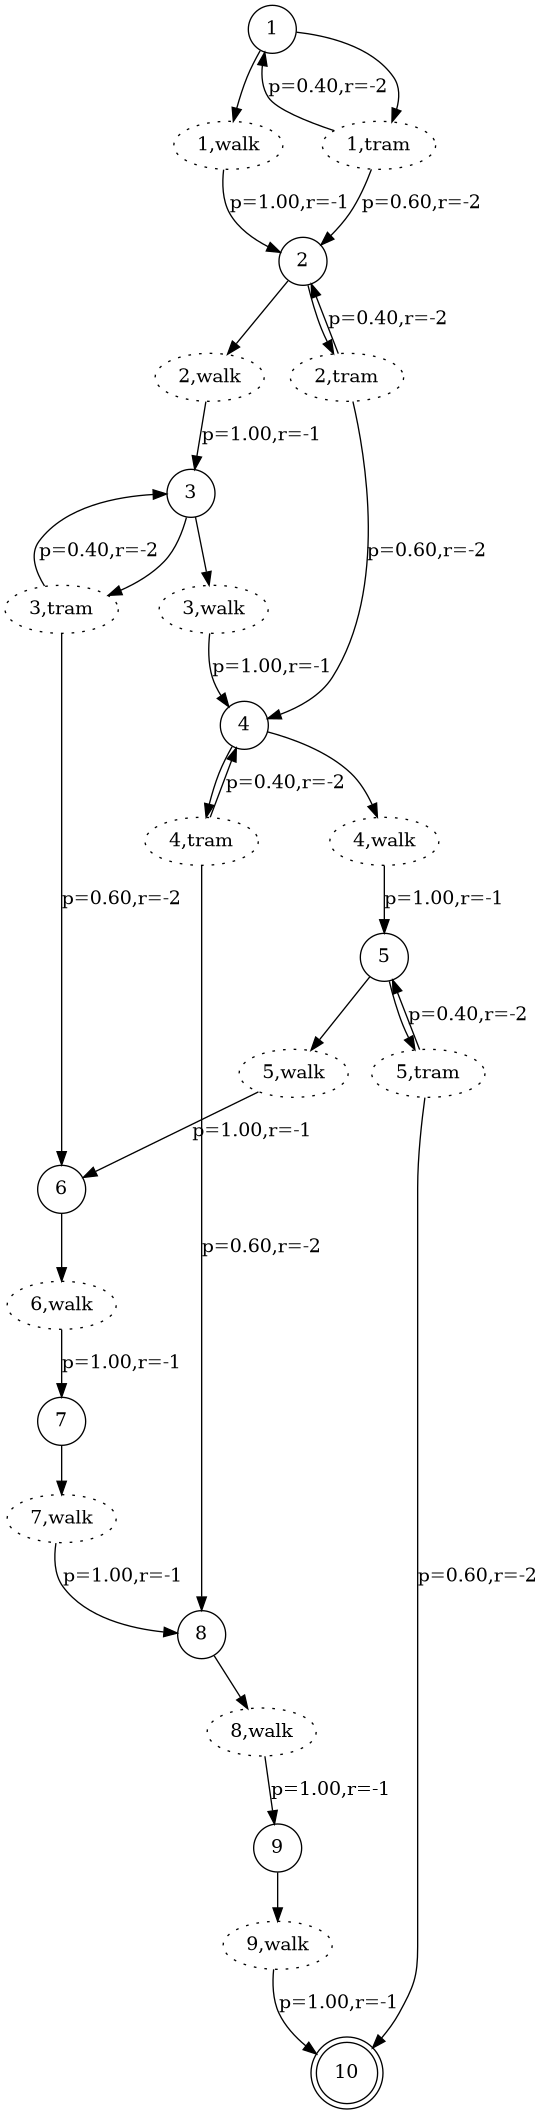 1
p=0.40,r=-2
1,walk
1,tram
p=1.00,r=-1
p=0.60,r=-2
2
p=0.40,r=-2
2,walk
2,tram
p=1.00,r=-1
3
p=0.40,r=-2
p=0.60,r=-2
3,tram
3,walk
p=1.00,r=-1
4
p=0.40,r=-2
4,tram
4,walk
p=0.60,r=-2
p=1.00,r=-1
5
p=0.40,r=-2
5,walk
5,tram
p=1.00,r=-1
6
p=0.60,r=-2
6,walk
p=1.00,r=-1
7
7,walk
p=1.00,r=-1
p=0.60,r=-2
8
8,walk
p=1.00,r=-1
9
9,walk
p=1.00,r=-1
10